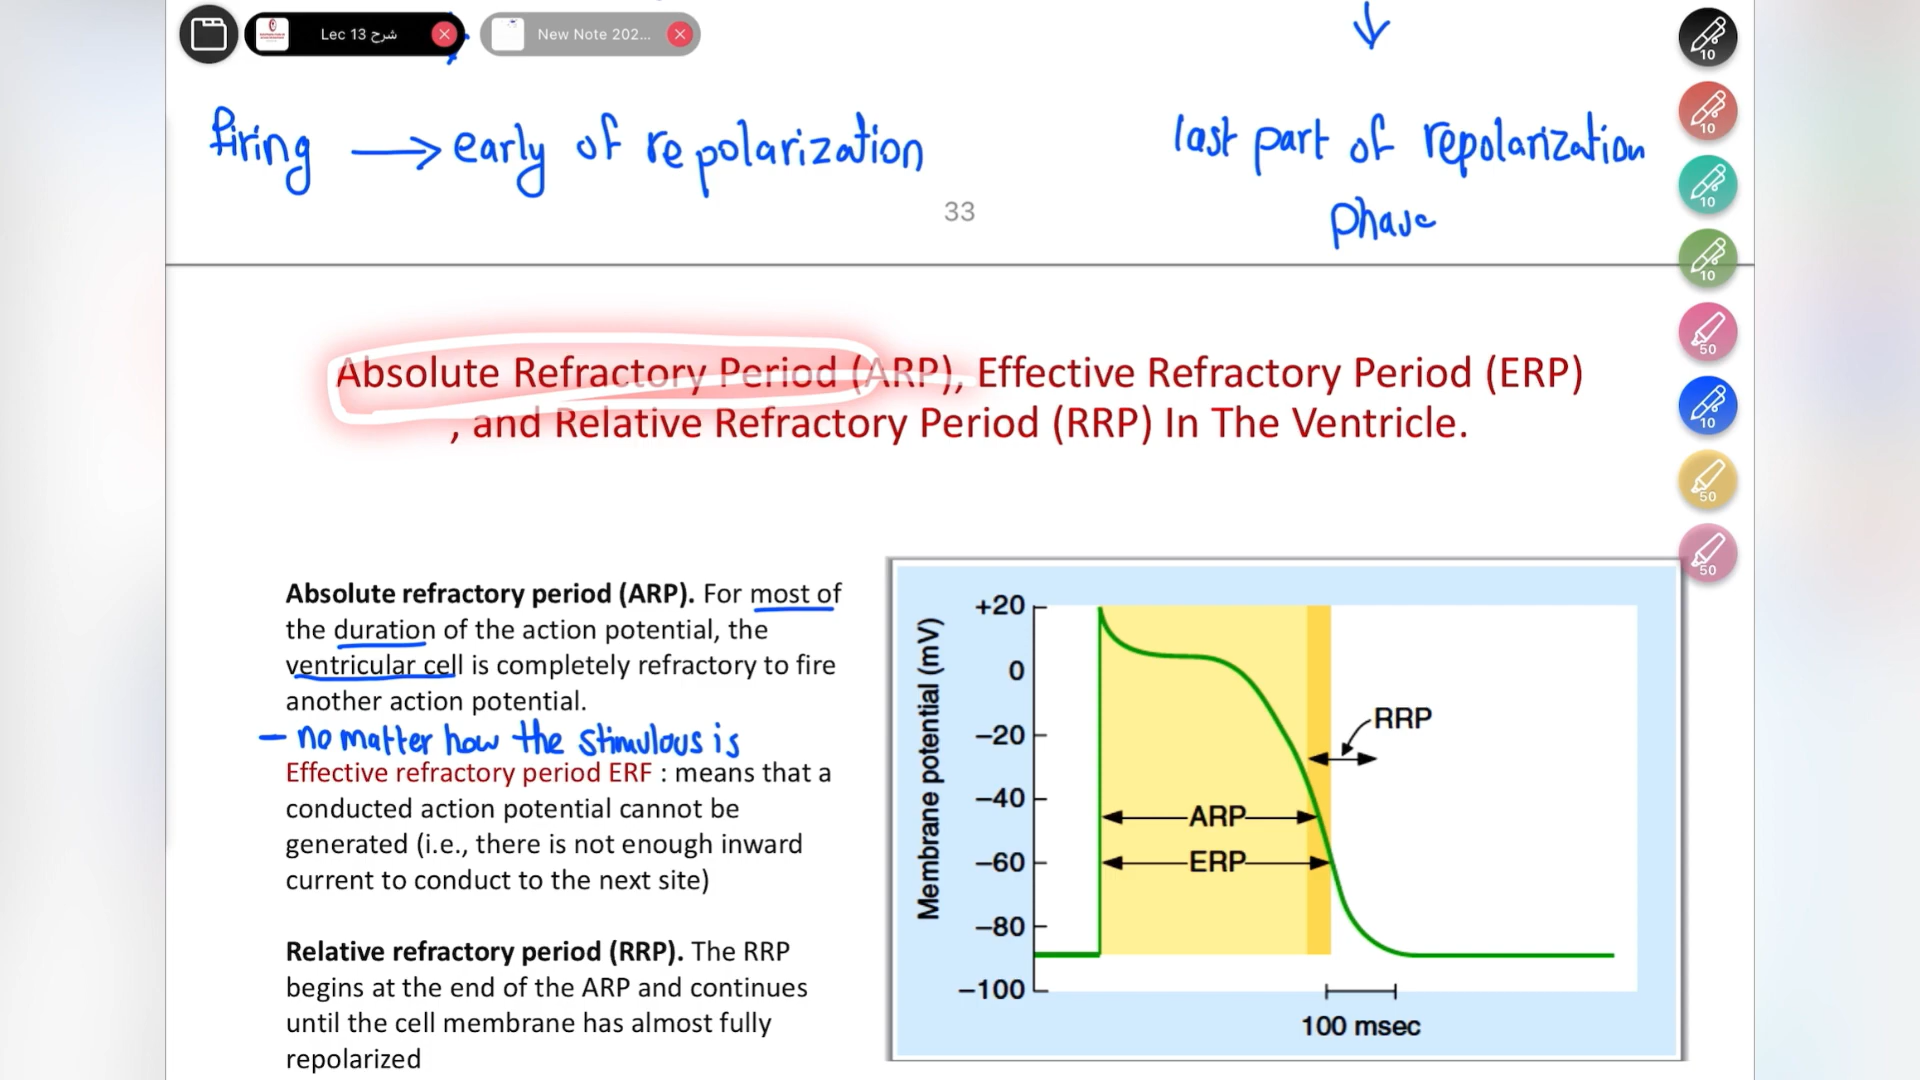 Lec 13 شرح
New Note 202...
firing → early of repolarization
last part of repolarization
phase
33
Absolute Refractory Period (ARP), Effective Refractory Period (ERP)
, and Relative Refractory Period (RRP) In The Ventricle.
Absolute refractory period (ARP). For most of
the duration of the action potential, the
ventricular cell is completely refractory to fire
another action potential.
– no matter how the stimulous is
Effective refractory period ERF : means that a
conducted action potential cannot be
generated (i.e., there is not enough inward
current to conduct to the next site)
Relative refractory period (RRP). The RRP
begins at the end of the ARP and continues
until the cell membrane has almost fully
repolarized
Membrane potential (mV)
+20
0
–20
–40
–60
–80
–100
RRP
ARP
ERP
100 msec
10
10
10
10
50
10
50
50